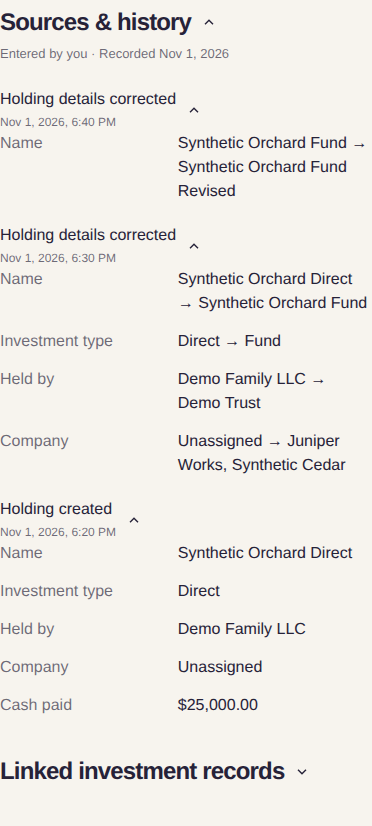 Sources & history
Entered by you · Recorded Nov 1, 2026
Holding details corrected
Nov 1, 2026, 6:40 PM
Name Synthetic Orchard Fund →
Synthetic Orchard Fund
Revised
Holding details corrected
Nov 1, 2026, 6:30 PM
Name Synthetic Orchard Direct
→ Synthetic Orchard Fund
Investment type Direct → Fund
Held by Demo Family LLC →
Demo Trust
Company Unassigned → Juniper
Works, Synthetic Cedar
Holding created
Nov 1, 2026, 6:20 PM
Name Synthetic Orchard Direct
Investment type Direct
Held by Demo Family LLC
Company Unassigned
Cash paid $25,000.00
Linked investment records